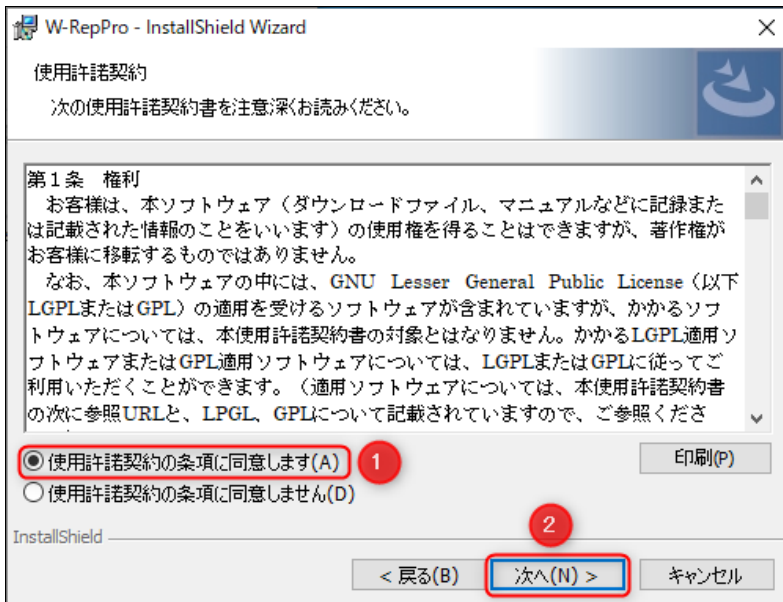 W-RepPro - InstallShield Wizard
使用許諾契約
次の使用許諾契約書を注意深くお読みください。
第1条 権利
お客様は、本ソフトウェア（ダウンロードファイル、マニュアルなどに記録また
は記載された情報のことをいいます）の使用権を得ることはできますが、著作権が
お客様に移転するものではありません。
なお、本ソフトウェアの中には、GNU Lesser General Public License（以下
LGPLまたはGPL）の適用を受けるソフトウェアが含まれていますが、かかるソフ
トウェアについては、本使用許諾契約書の対象とはなりません。かかるLGPL適用ソ
フトウェアまたはGPL適用ソフトウェアについては、LGPLまたはGPLに従ってご
利用いただくことができます。（適用ソフトウェアについては、本使用許諾契約書
の次に参照URLと、LPGL、GPLについて記載されていますので、ご参照くださ
使用許諾契約の条項に同意します(A)
1
印刷(P)
使用許諾契約の条項に同意しません(D)
InstallShield
2
< 戻る(B)
次へ(N) >
キャンセル